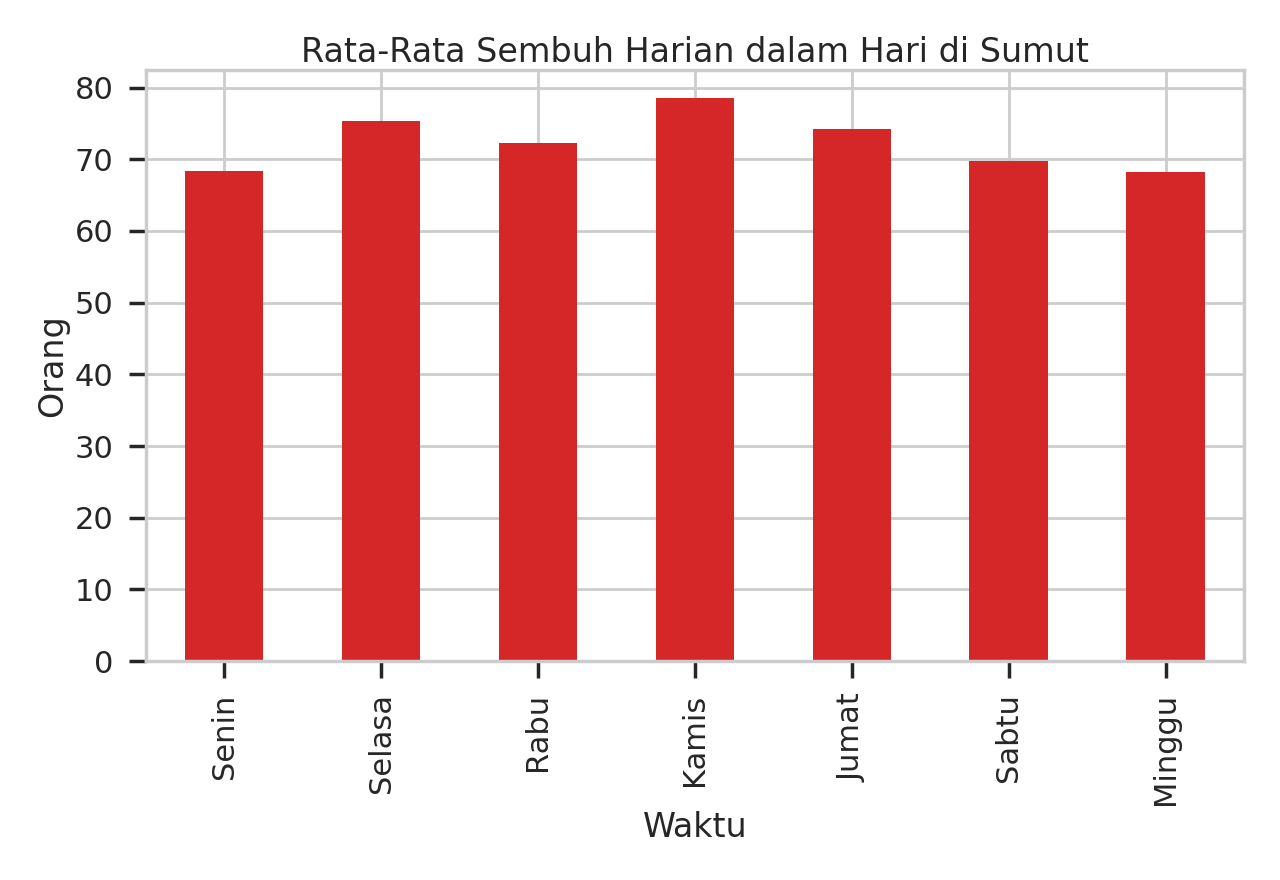 Rata-Rata Sembuh Harian dalam Hari di Sumut
80
70
60
50
40
30
20
10
0
Orang
Senin
Selasa
Rabu
Kamis
Jumat
Sabtu
Minggu
Waktu